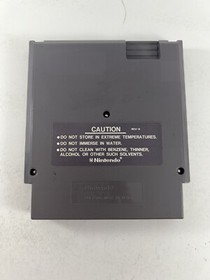 CAUTION
•DO NOT STORE IN EXTREME TEMPERATURES.
•DO NOT IMMERSE IN WATER.
•DO NOT CLEAN WITH BENZENE, THINNER,
ALCOHOL OR OTHER SUCH SOLVENTS.
Nintendo®